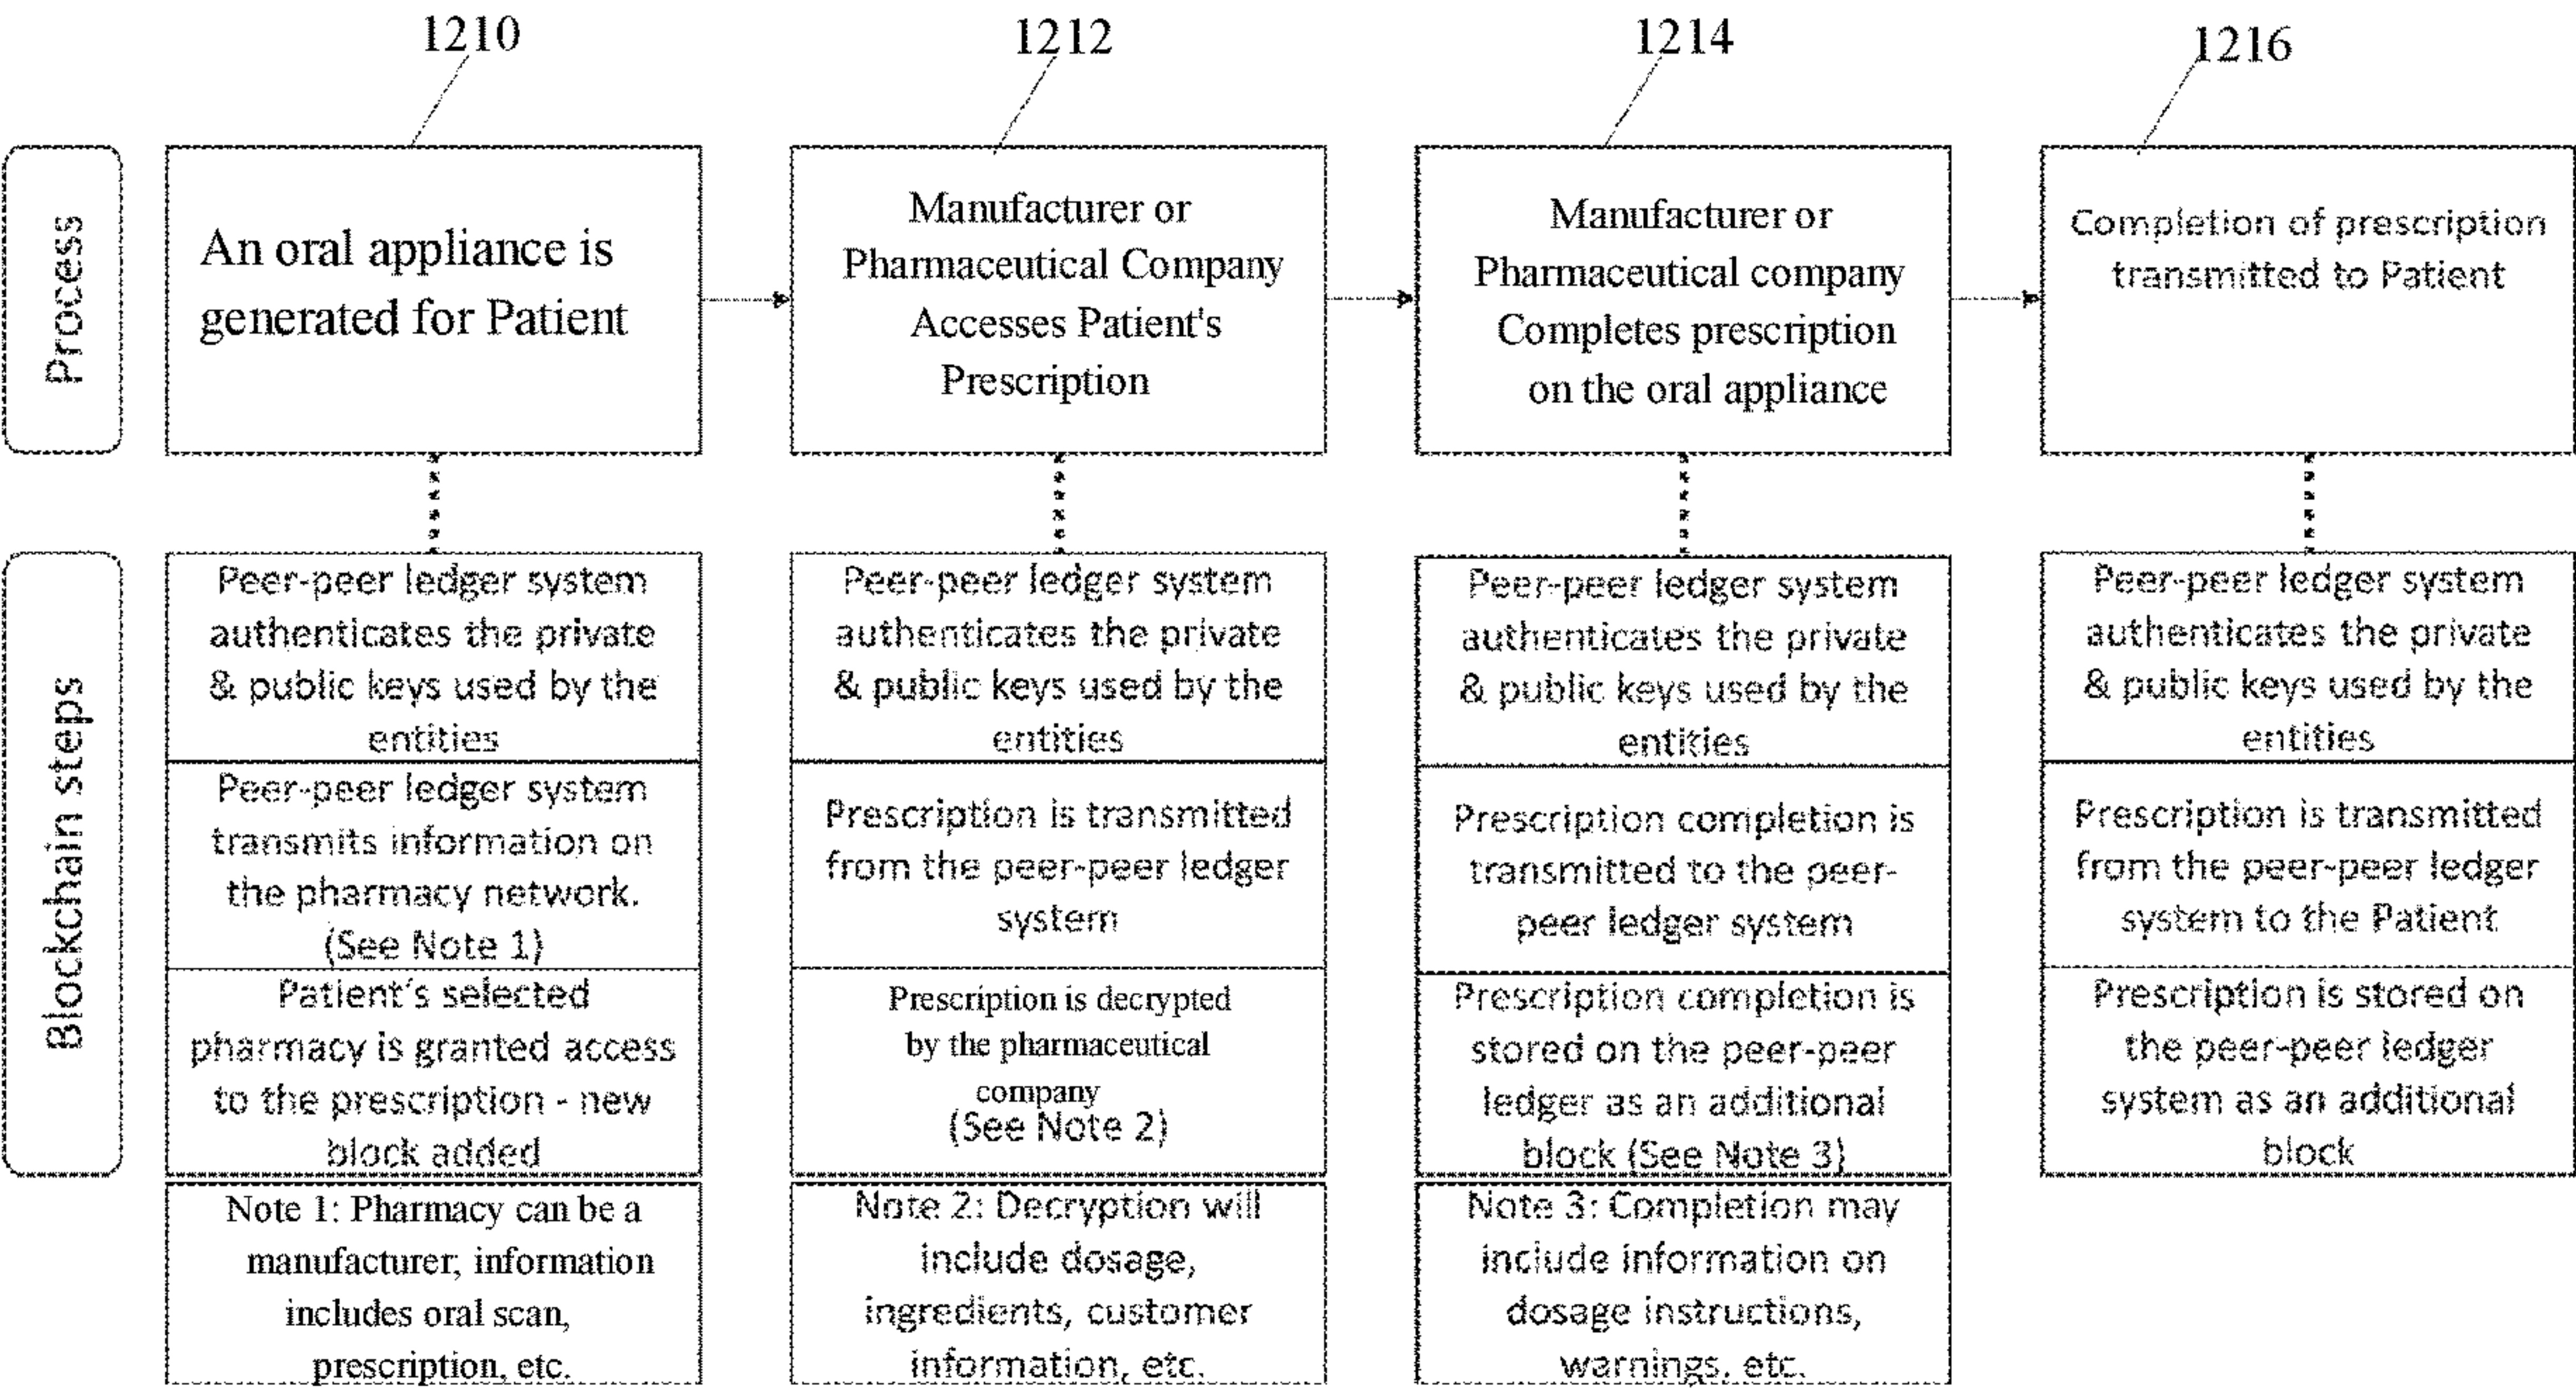 1210
1212
1214
1216
Process
An oral appliance is
generated for Patient
Manufacturer or
Pharmaceutical Company
Accesses Patient's
Prescription
Manufacturer or
Pharmaceutical company
Completes prescription
on the oral appliance
Completion of prescription
transmitted to Patient
Blockchain steps
Peer-peer ledger system
authenticates the private
& public keys used by the
entities
Peer-peer ledger system
transmits information on
the pharmacy network.
(See Note 1)
Patient's selected
pharmacy is granted access
to the prescription - new
block added
Note 1: Pharmacy can be a
manufacturer; information
includes oral scan,
prescription, etc.
Peer-peer ledger system
authenticates the private
& public keys used by the
entities
Prescription is transmitted
from the peer-peer ledger
system
Prescription is decrypted
by the pharmaceutical
company
(See Note 2)
Note 2: Decryption will
include dosage,
ingredients, customer
information, etc.
Peer-peer ledger system
authenticates the private
& public keys used by the
entities
Prescription completion is
transmitted to the peer-
peer ledger system
Prescription completion is
stored on the peer-peer
ledger as an additional
block (See Note 3)
Note 3: Completion may
include information on
dosage instructions,
warnings, etc.
Peer-peer ledger system
authenticates the private
& public keys used by the
entities
Prescription is transmitted
from the peer-peer ledger
system to the Patient
Prescription is stored on
the peer-peer ledger
system as an additional
block